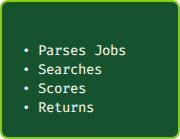 • Parses Jobs
• Searches
• Scores
• Returns